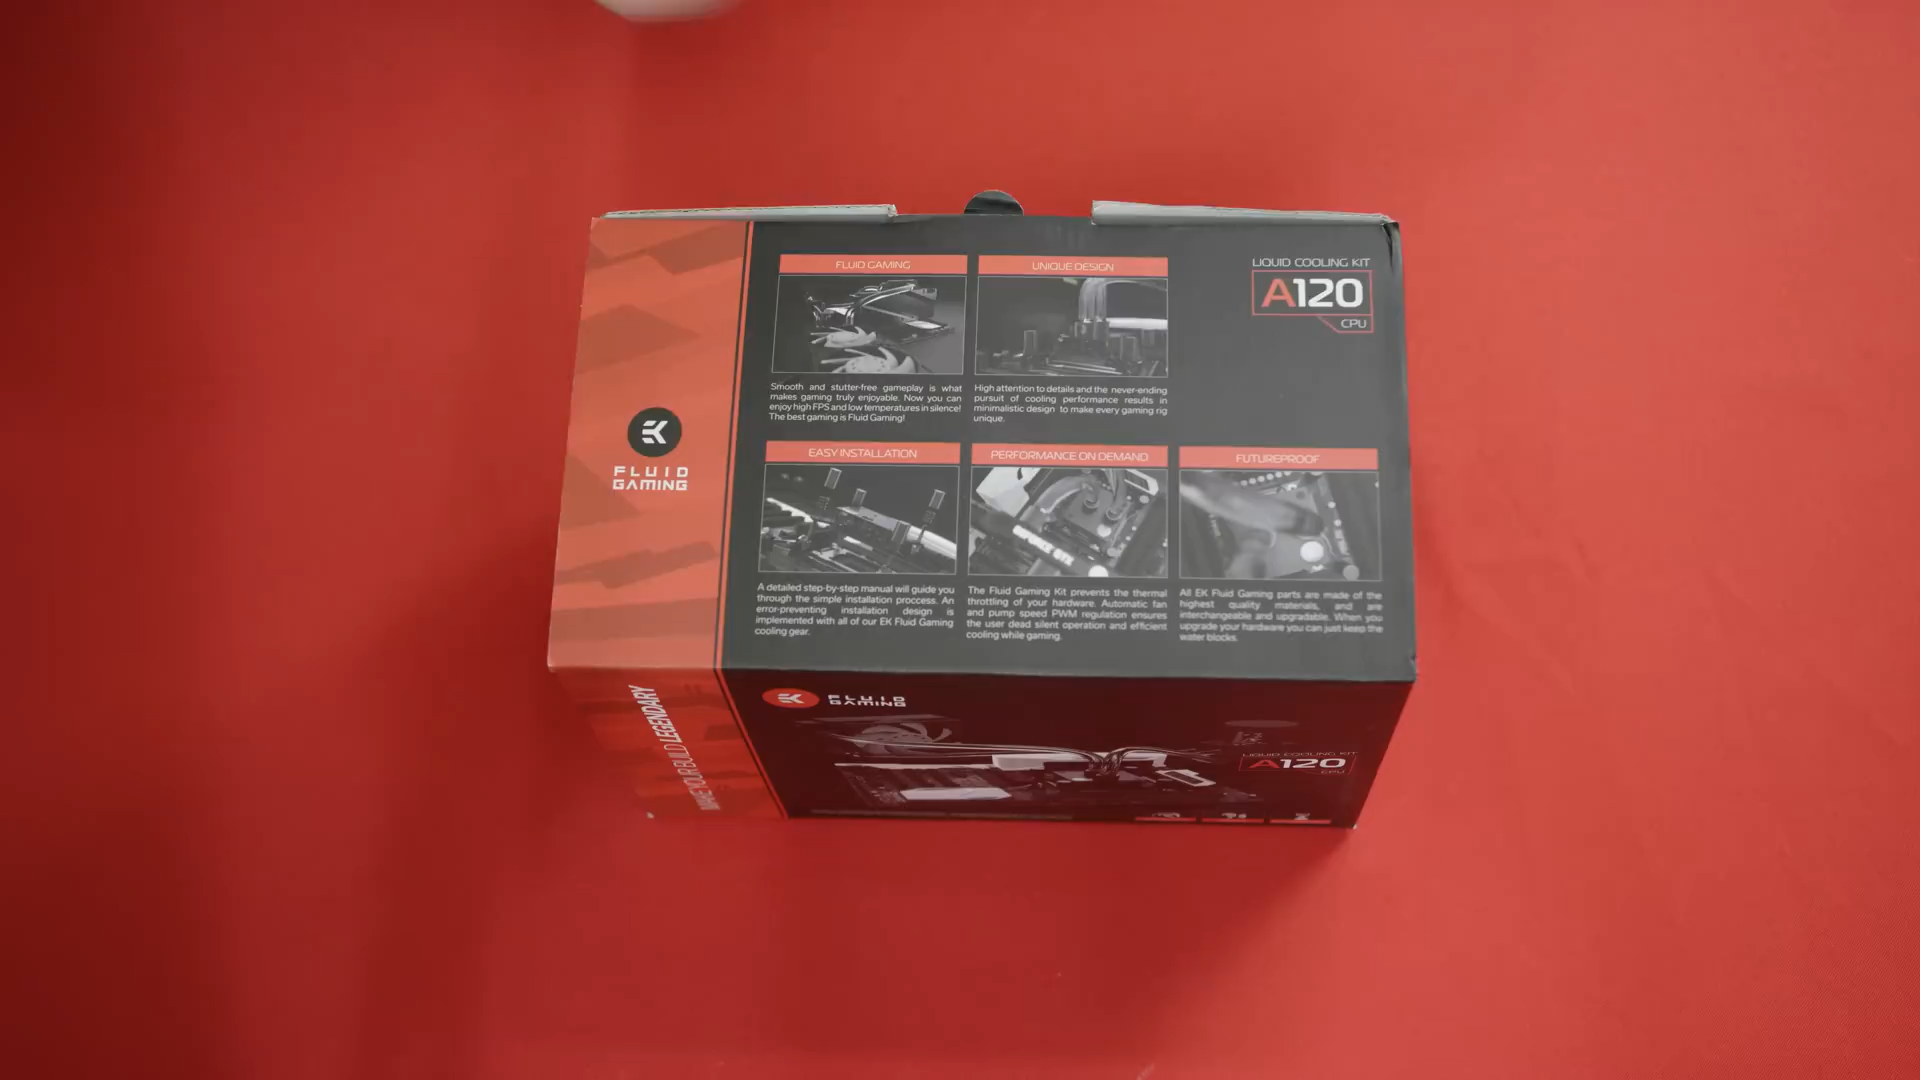 FLUID GAMING
Smooth and stutter-free gameplay is what
makes gaming truly enjoyable. Now you can
enjoy high FPS and low temperatures in silence!
The best gaming is Fluid Gaming!
UNIQUE DESIGN
High attention to details and the never-ending
pursuit of cooling performance results in
minimalistic design to make every gaming rig
unique.
LIQUID COOLING KIT
A120
CPU
EK
FLUID
GAMING
EASY INSTALLATION
A detailed step-by-step manual will guide you
through the simple installation proccess. An
error-preventing installation design is
implemented with all of our EK Fluid Gaming
cooling gear.
PERFORMANCE ON DEMAND
GEFORCE GTX
The Fluid Gaming Kit prevents the thermal
throttling of your hardware. Automatic fan
and pump speed PWM regulation ensures
the user dead silent operation and efficient
cooling while gaming.
FUTUREPROOF
All EK Fluid Gaming parts are made of the
highest quality materials, and are
interchangeable and upgradable. When you
upgrade your hardware you can just keep the
water blocks.
MAKE YOUR BUILD LEGENDARY
EK
FLUID
GAMING
LIQUID COOLING KIT
A120
CPU